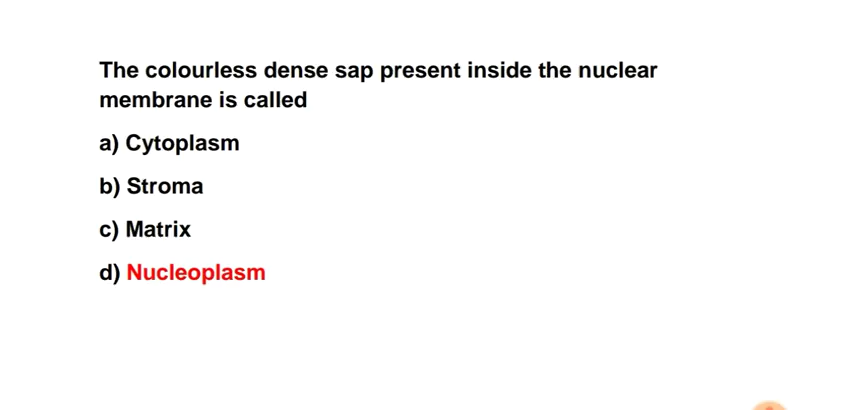 The colourless dense sap present inside the nuclear
membrane is called
a) Cytoplasm
b) Stroma
c) Matrix
d) Nucleoplasm